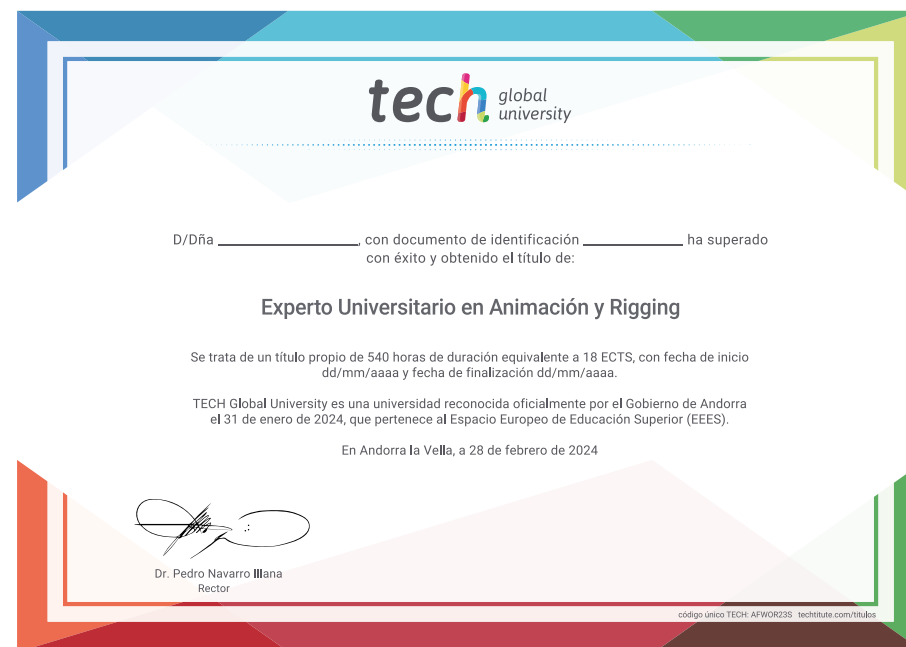 tech global university
D/Dña ____________________, con documento de identificación ______________ ha superado
con éxito y obtenido el título de:
Experto Universitario en Animación y Rigging
Se trata de un título propio de 540 horas de duración equivalente a 18 ECTS, con fecha de inicio
dd/mm/aaaa y fecha de finalización dd/mm/aaaa.
TECH Global University es una universidad reconocida oficialmente por el Gobierno de Andorra
el 31 de enero de 2024, que pertenece al Espacio Europeo de Educación Superior (EEES).
En Andorra la Vella, a 28 de febrero de 2024
Dr. Pedro Navarro Illana
Rector
código único TECH: AFWOR23S techtitute.com/titulos